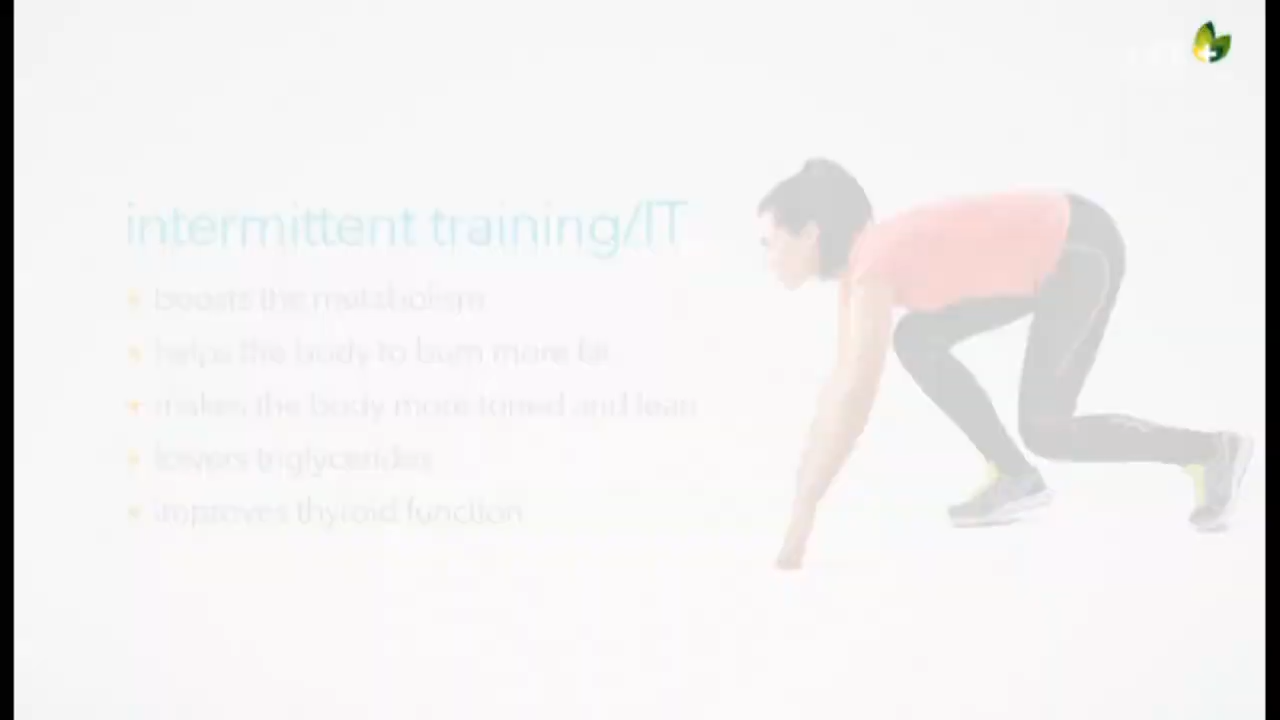 intermittent training/IT
boosts the metabolism
helps the body to burn more fat
makes the body more toned and lean
lowers triglycerides
improves thyroid function